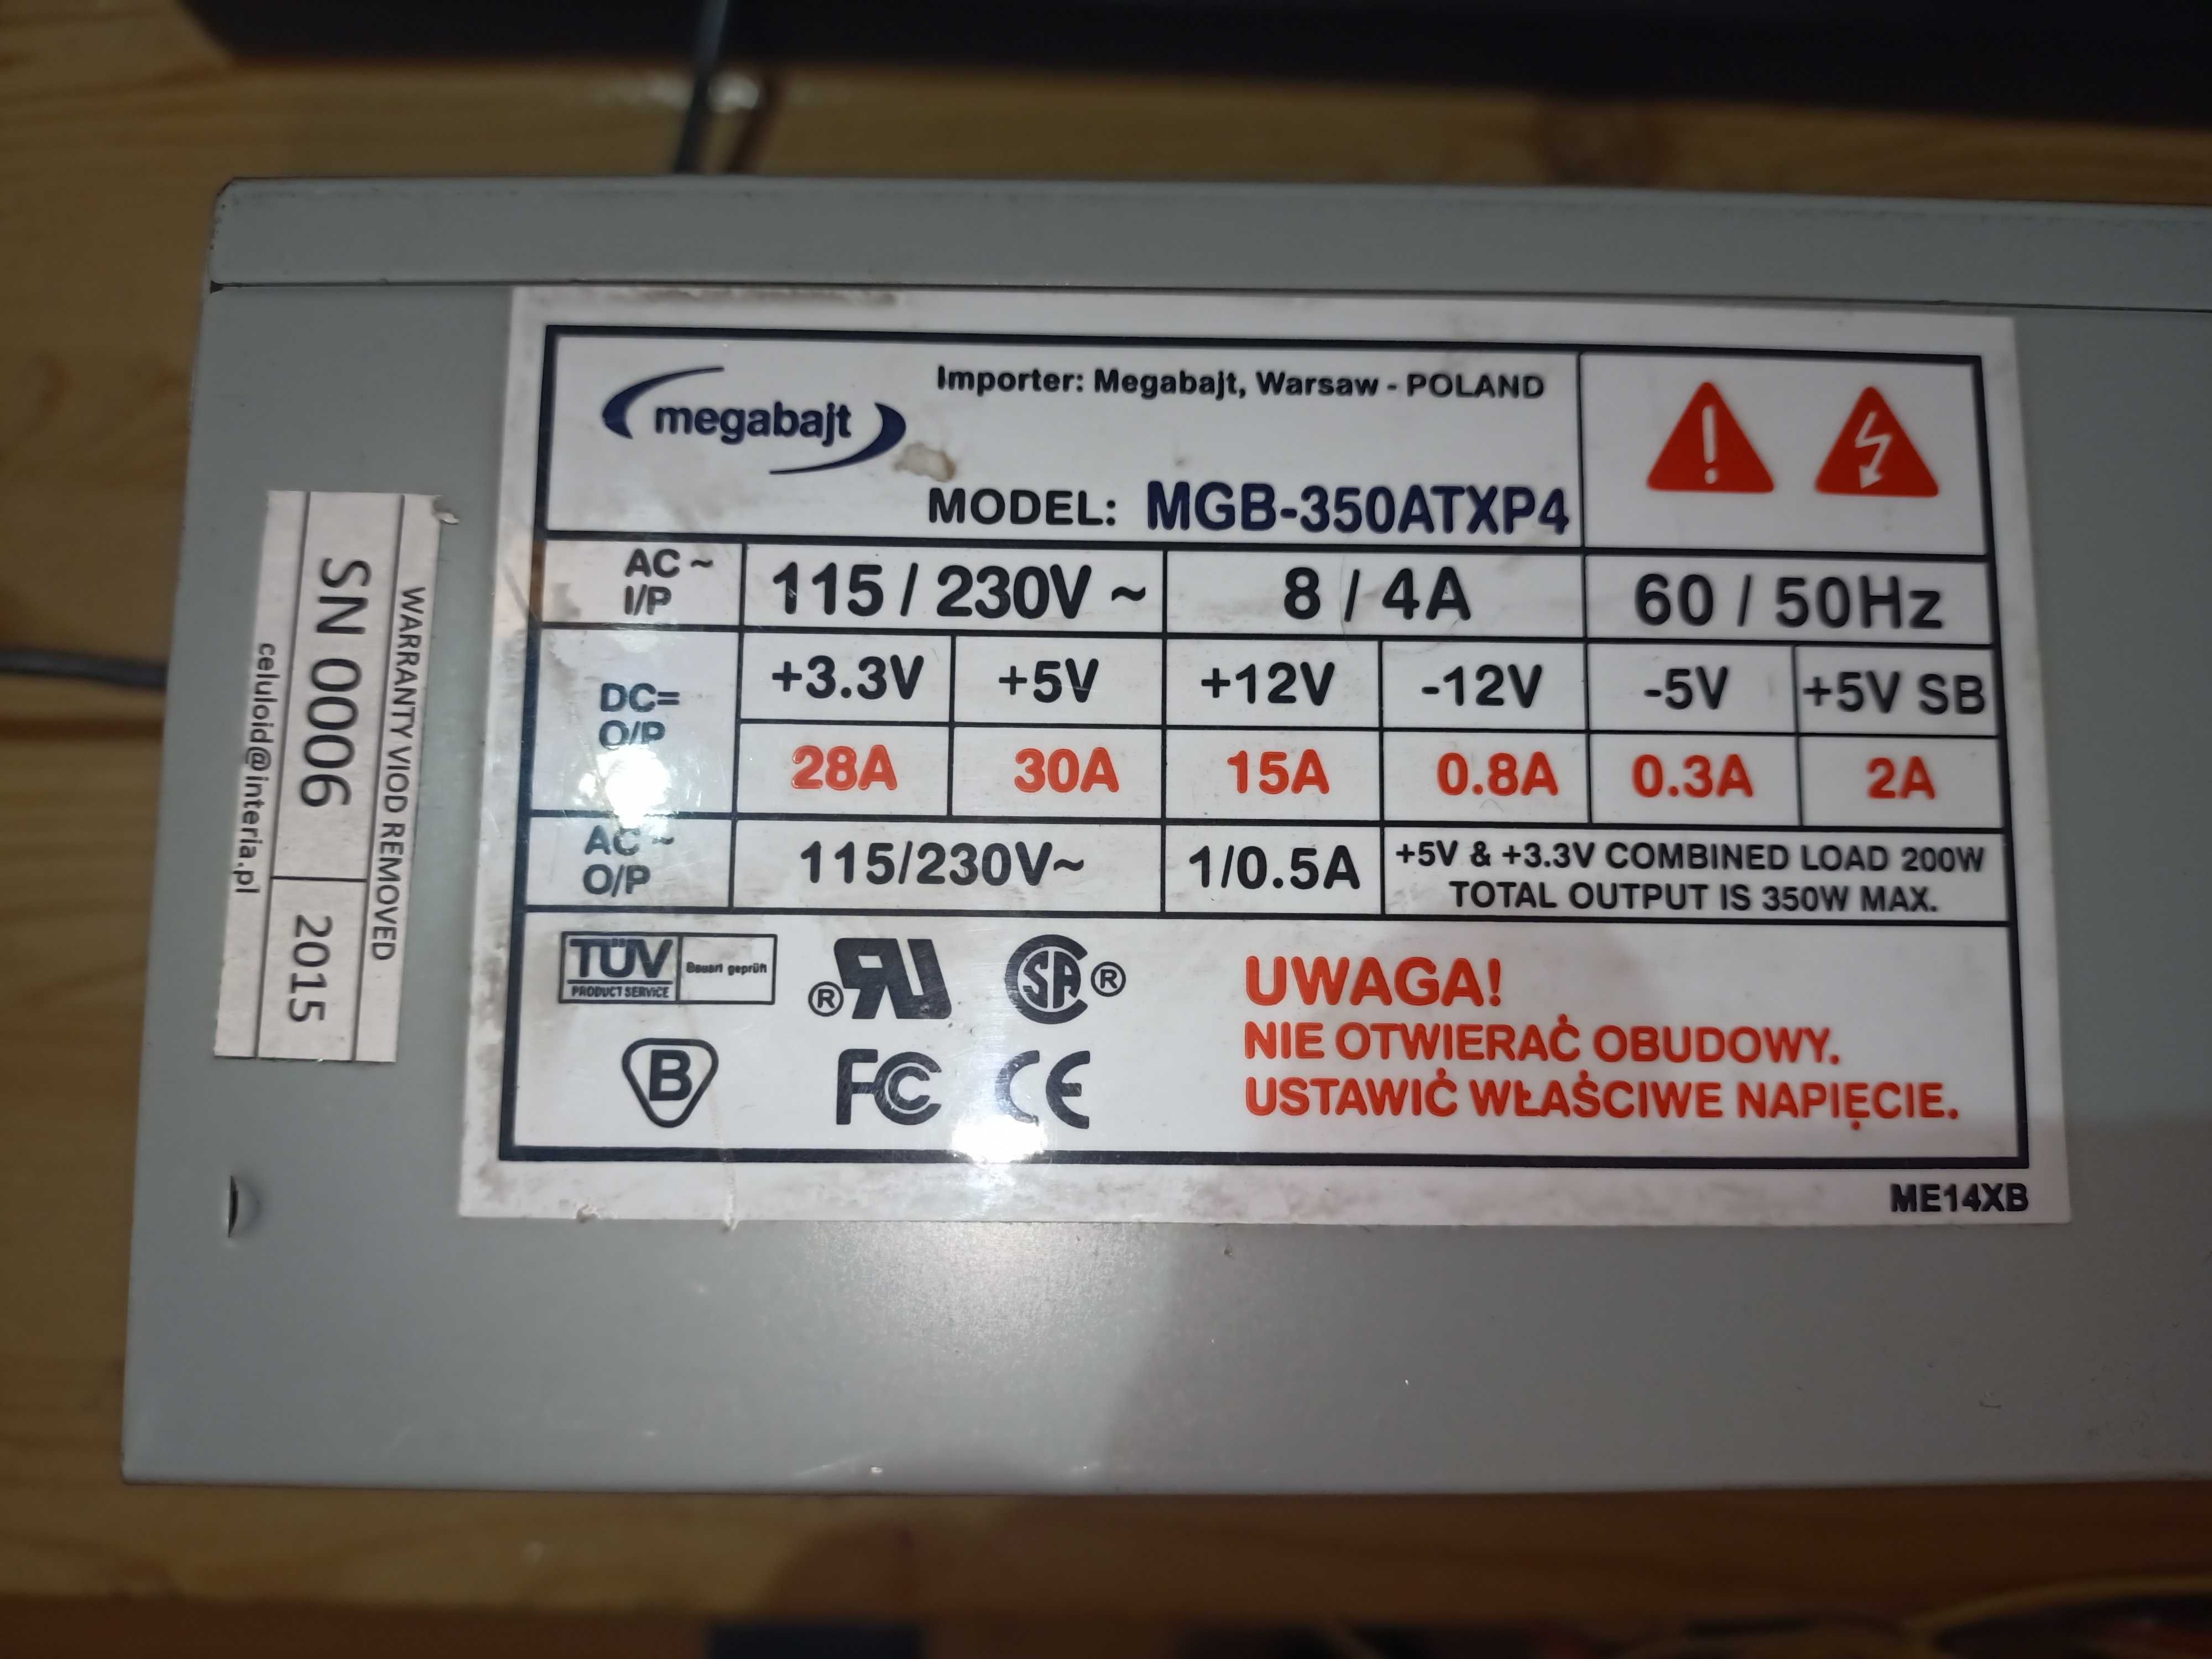 megabajt
Importer: Megabajt, Warsaw - POLAND
MODEL: MGB-350ATXP4
AC ~ I/P 115 / 230V ~ 8 / 4A 60 / 50Hz
DC= O/P +3.3V +5V +12V -12V -5V +5V SB
28A 30A 15A 0.8A 0.3A 2A
AC ~ O/P 115/230V~ 1/0.5A
+5V & +3.3V COMBINED LOAD 200W
TOTAL OUTPUT IS 350W MAX.
TÜV
PRODUCT SERVICE
Bauart geprüft
®
SA ®
B
FC CE
UWAGA!
NIE OTWIERAĆ OBUDOWY.
USTAWIĆ WŁAŚCIWE NAPIĘCIE.
ME14XB
WARRANTY VIOD REMOVED
SN 0006 2015
celuloid@interia.pl